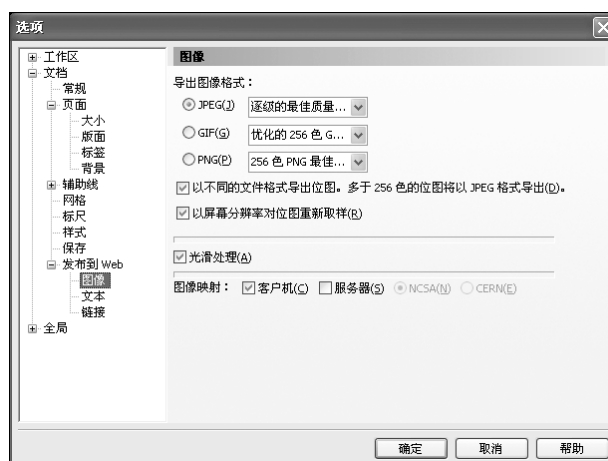 选项
工作区
文档
常规
页面
大小
版面
标签
背景
辅助线
网格
标尺
样式
保存
发布到 Web
图像
文本
链接
全局
图像
导出图像格式：
JPEG(J) 逐级的最佳质量...
GIF(G) 优化的 256 色 G...
PNG(P) 256 色 PNG 最佳...
以不同的文件格式导出位图。多于 256 色的位图将以 JPEG 格式导出(D)。
以屏幕分辨率对位图重新取样(R)
光滑处理(A)
图像映射： 客户机(C) 服务器(S) NCSA(N) CERN(E)
确定 取消 帮助